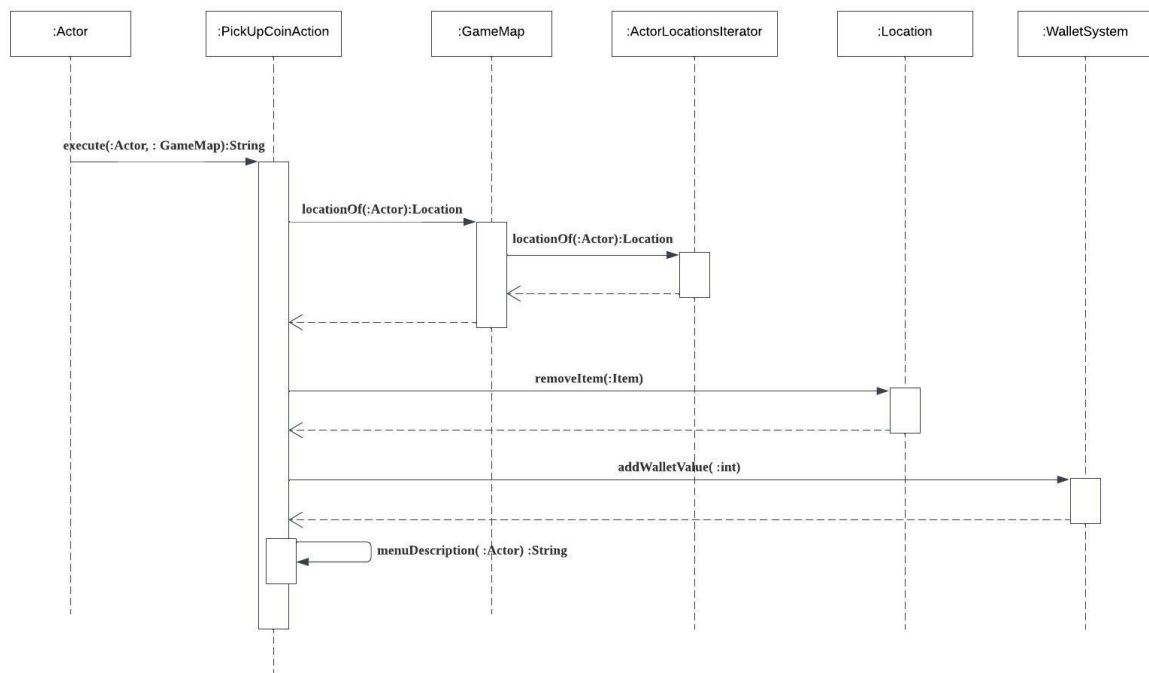 :Actor
:PickUpCoinAction
:GameMap
:ActorLocationsIterator
:Location
:WalletSystem
execute(:Actor, : GameMap):String
locationOf(:Actor):Location
locationOf(:Actor):Location
removeItem(:Item)
addWalletValue( :int)
menuDescription( :Actor) :String